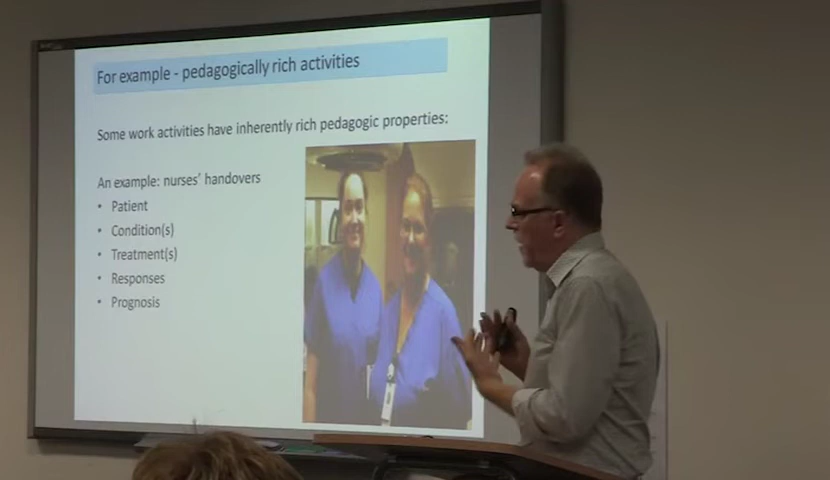 For example - pedagogically rich activities
Some work activities have inherently rich pedagogic properties:
An example: nurses' handovers
• Patient
• Condition(s)
• Treatment(s)
• Responses
• Prognosis